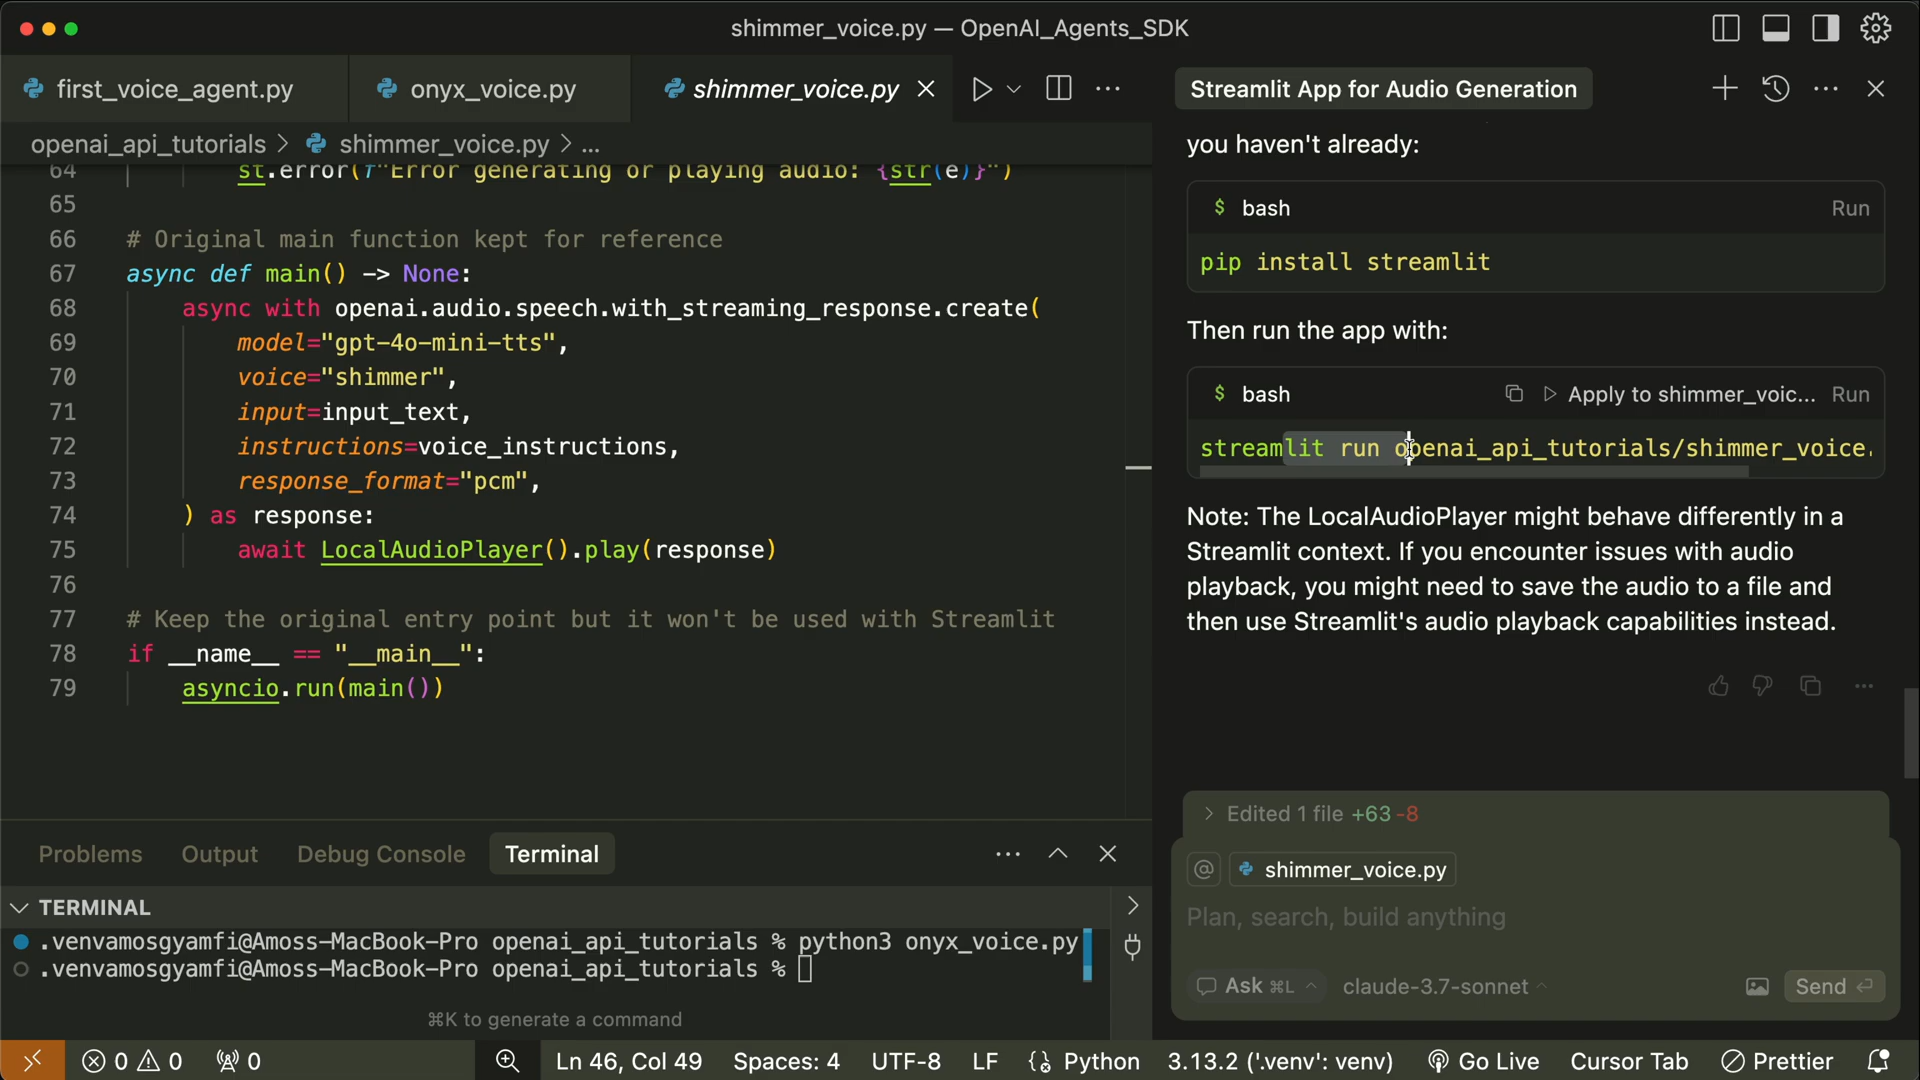 shimmer_voice.py — OpenAI_Agents_SDK
first_voice_agent.py
onyx_voice.py
shimmer_voice.py
openai_api_tutorials > shimmer_voice.py > ...
64 st.error(f"Error generating or playing audio: {str(e)}")
65
66 # Original main function kept for reference
67 async def main() -> None:
68 async with openai.audio.speech.with_streaming_response.create(
69 model="gpt-4o-mini-tts",
70 voice="shimmer",
71 input=input_text,
72 instructions=voice_instructions,
73 response_format="pcm",
74 ) as response:
75 await LocalAudioPlayer().play(response)
76
77 # Keep the original entry point but it won't be used with Streamlit
78 if __name__ == "__main__":
79 asyncio.run(main())
Problems Output Debug Console Terminal
TERMINAL
.venvamosgyamfi@Amoss-MacBook-Pro openai_api_tutorials % python3 onyx_voice.py
.venvamosgyamfi@Amoss-MacBook-Pro openai_api_tutorials %
⌘K to generate a command
Streamlit App for Audio Generation
you haven't already:
$ bash Run
pip install streamlit
Then run the app with:
$ bash Apply to shimmer_voic... Run
streamlit run openai_api_tutorials/shimmer_voice.
Note: The LocalAudioPlayer might behave differently in a
Streamlit context. If you encounter issues with audio
playback, you might need to save the audio to a file and
then use Streamlit's audio playback capabilities instead.
> Edited 1 file +63 -8
@ shimmer_voice.py
Plan, search, build anything
Ask ⌘L claude-3.7-sonnet Send
0 0 0 Ln 46, Col 49 Spaces: 4 UTF-8 LF Python 3.13.2 ('.venv': venv) Go Live Cursor Tab Prettier